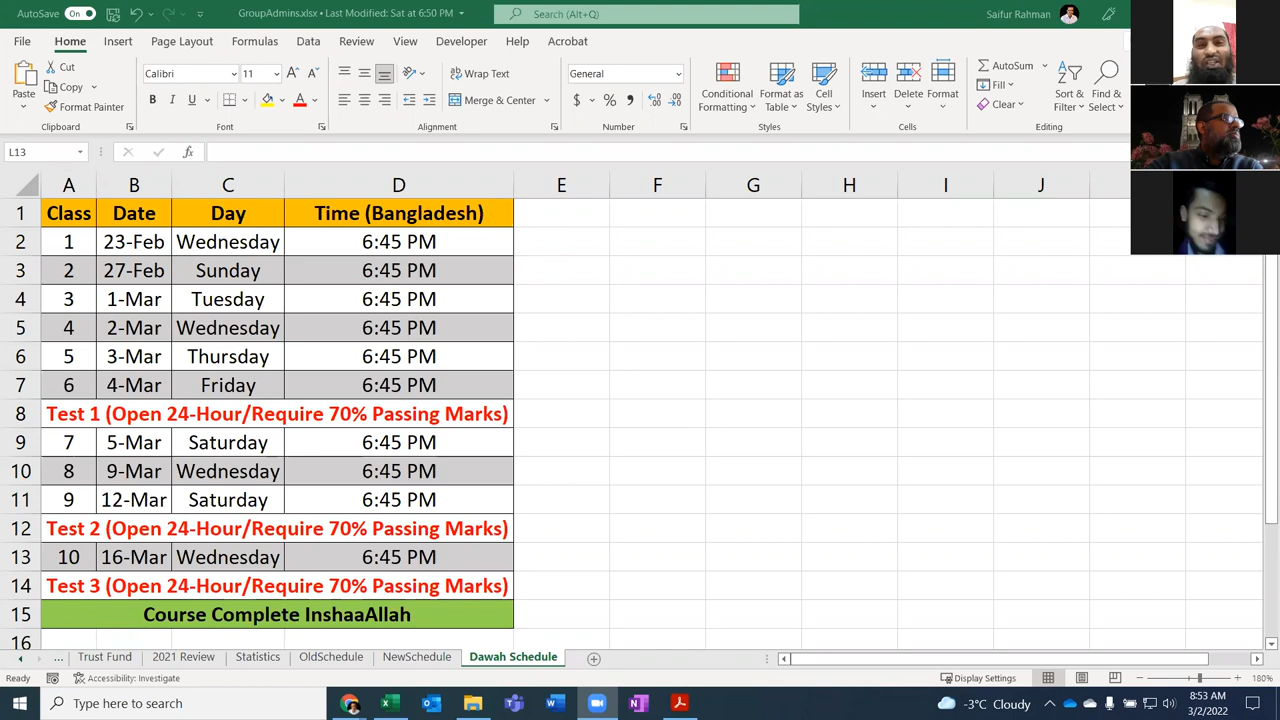 AutoSave On GroupAdmins.xlsx • Last Modified: Sat at 6:50 PM Search (Alt+Q) Saifur Rahman
File Home Insert Page Layout Formulas Data Review View Developer Help Acrobat
Paste Cut Copy Format Painter Calibri 11 Wrap Text Merge & Center General Conditional Formatting Format as Table Cell Styles Insert Delete Format AutoSum Fill Clear Sort & Filter Find & Select
Clipboard Font Alignment Number Styles Cells Editing
L13 fx
A B C D E F G H I J
1 Class Date Day Time (Bangladesh)
2 1 23-Feb Wednesday 6:45 PM
3 2 27-Feb Sunday 6:45 PM
4 3 1-Mar Tuesday 6:45 PM
5 4 2-Mar Wednesday 6:45 PM
6 5 3-Mar Thursday 6:45 PM
7 6 4-Mar Friday 6:45 PM
8 Test 1 (Open 24-Hour/Require 70% Passing Marks)
9 7 5-Mar Saturday 6:45 PM
10 8 9-Mar Wednesday 6:45 PM
11 9 12-Mar Saturday 6:45 PM
12 Test 2 (Open 24-Hour/Require 70% Passing Marks)
13 10 16-Mar Wednesday 6:45 PM
14 Test 3 (Open 24-Hour/Require 70% Passing Marks)
15 Course Complete InshaaAllah
16
... Trust Fund 2021 Review Statistics OldSchedule NewSchedule Dawah Schedule
Ready Accessibility: Investigate Display Settings 180%
Type here to search -3°C Cloudy 8:53 AM
3/2/2022